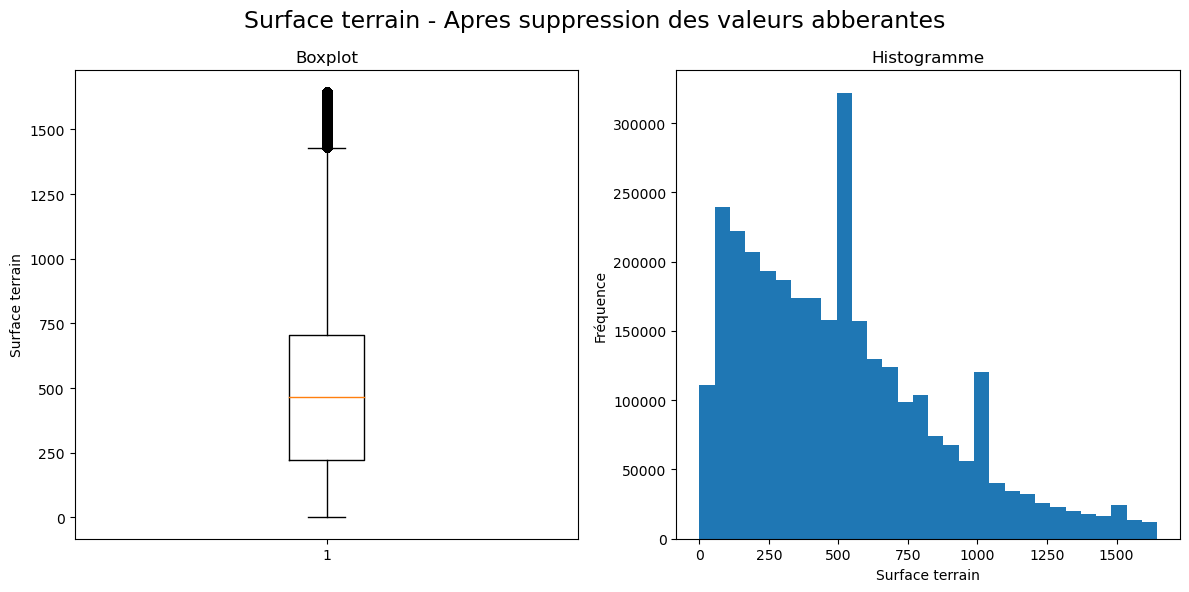 Surface terrain - Apres suppression des valeurs abberantes
Boxplot
Surface terrain
1500
1250
1000
750
500
250
0
1
Histogramme
Fréquence
300000
250000
200000
150000
100000
50000
0
0 250 500 750 1000 1250 1500
Surface terrain